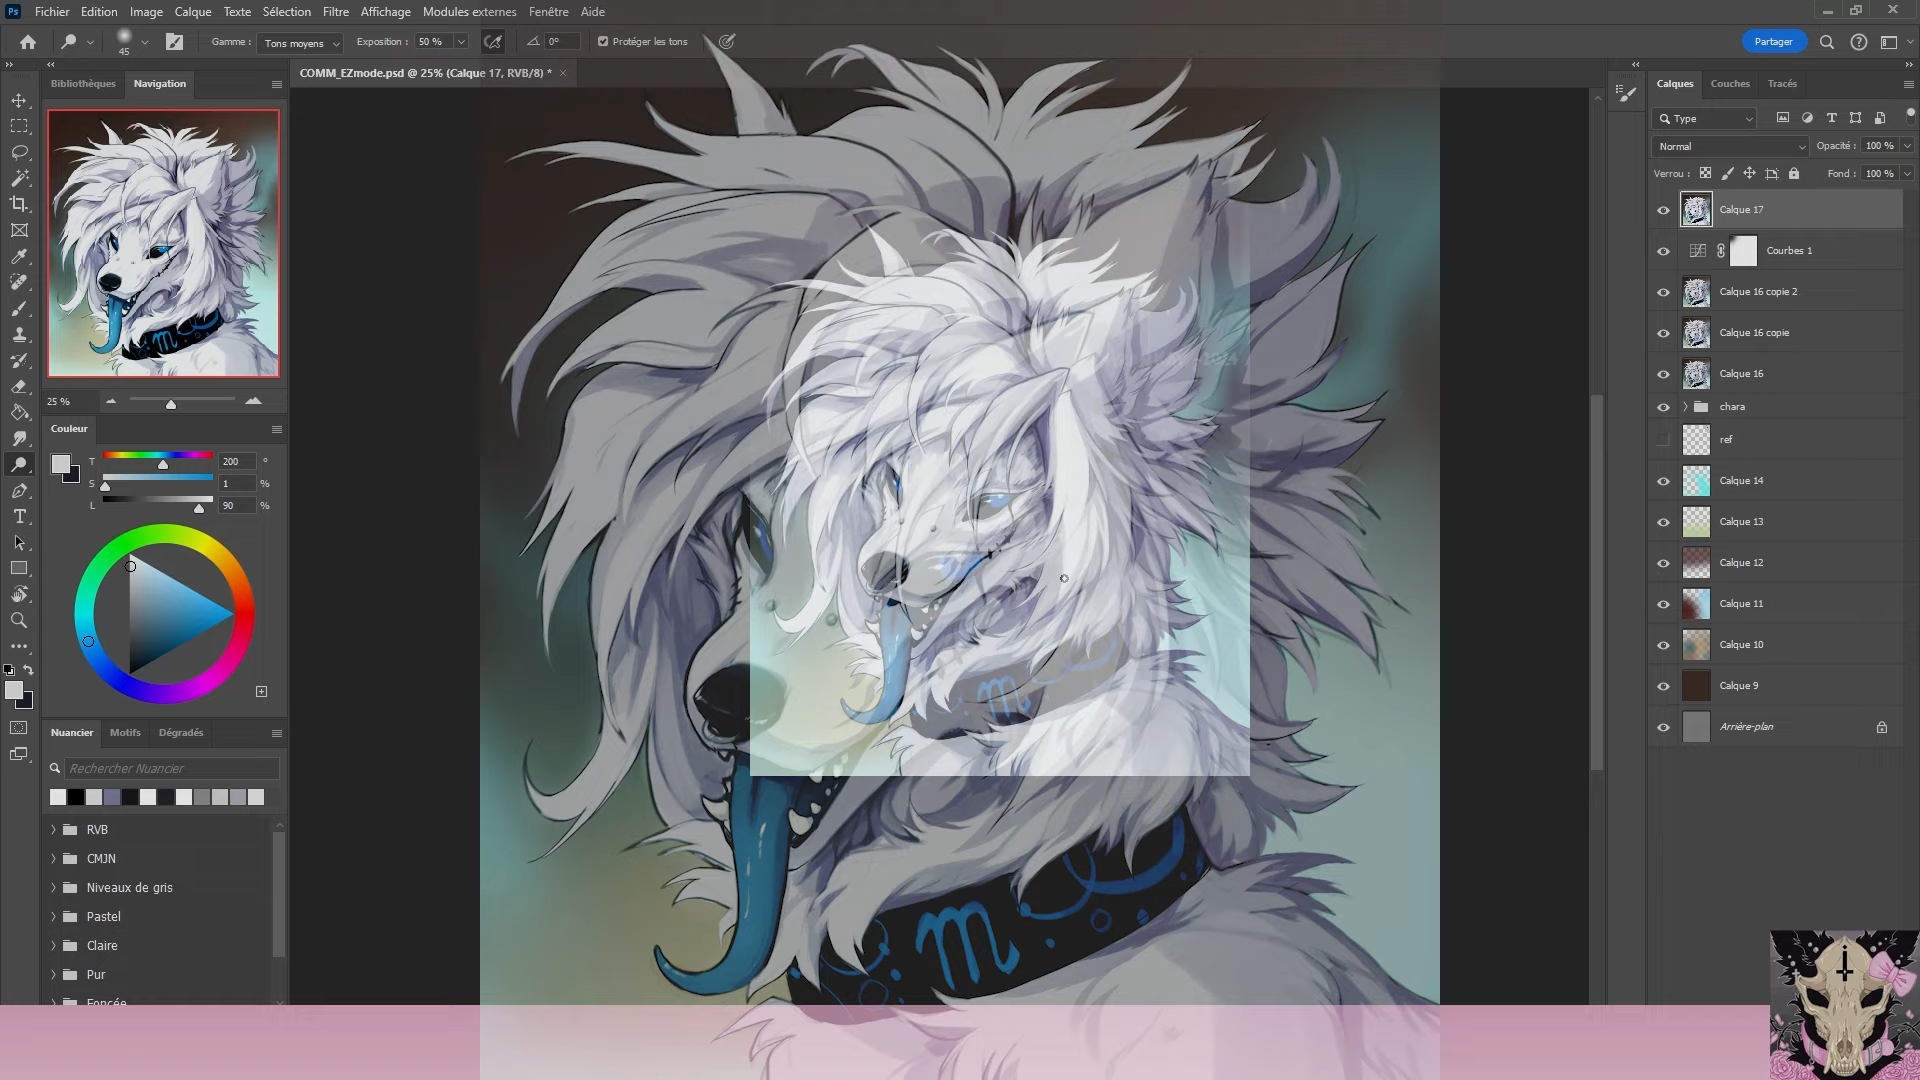 Ps Fichier Edition Image Calque Texte Sélection Filtre Affichage Modules externes Fenêtre Aide
45 Gamme : Tons moyens Exposition : 50 % 0° Protéger les tons Partager
Bibliothèques Navigation
COMM_EZmode.psd @ 25% (Calque 17, RVB/8) *
Calques Couches Tracés
Type
Normal Opacité : 100 %
Verrou : Fond : 100 %
Calque 17
Courbes 1
Calque 16 copie 2
Calque 16 copie
Calque 16
chara
ref
Calque 14
Calque 13
Calque 12
Calque 11
Calque 10
Calque 9
Arrière-plan
25 %
Couleur
T 200 °
S 1 %
L 90 %
Nuancier Motifs Dégradés
Rechercher Nuancier
RVB
CMJN
Niveaux de gris
Pastel
Claire
Pur
Foncée
2024
m
m
m